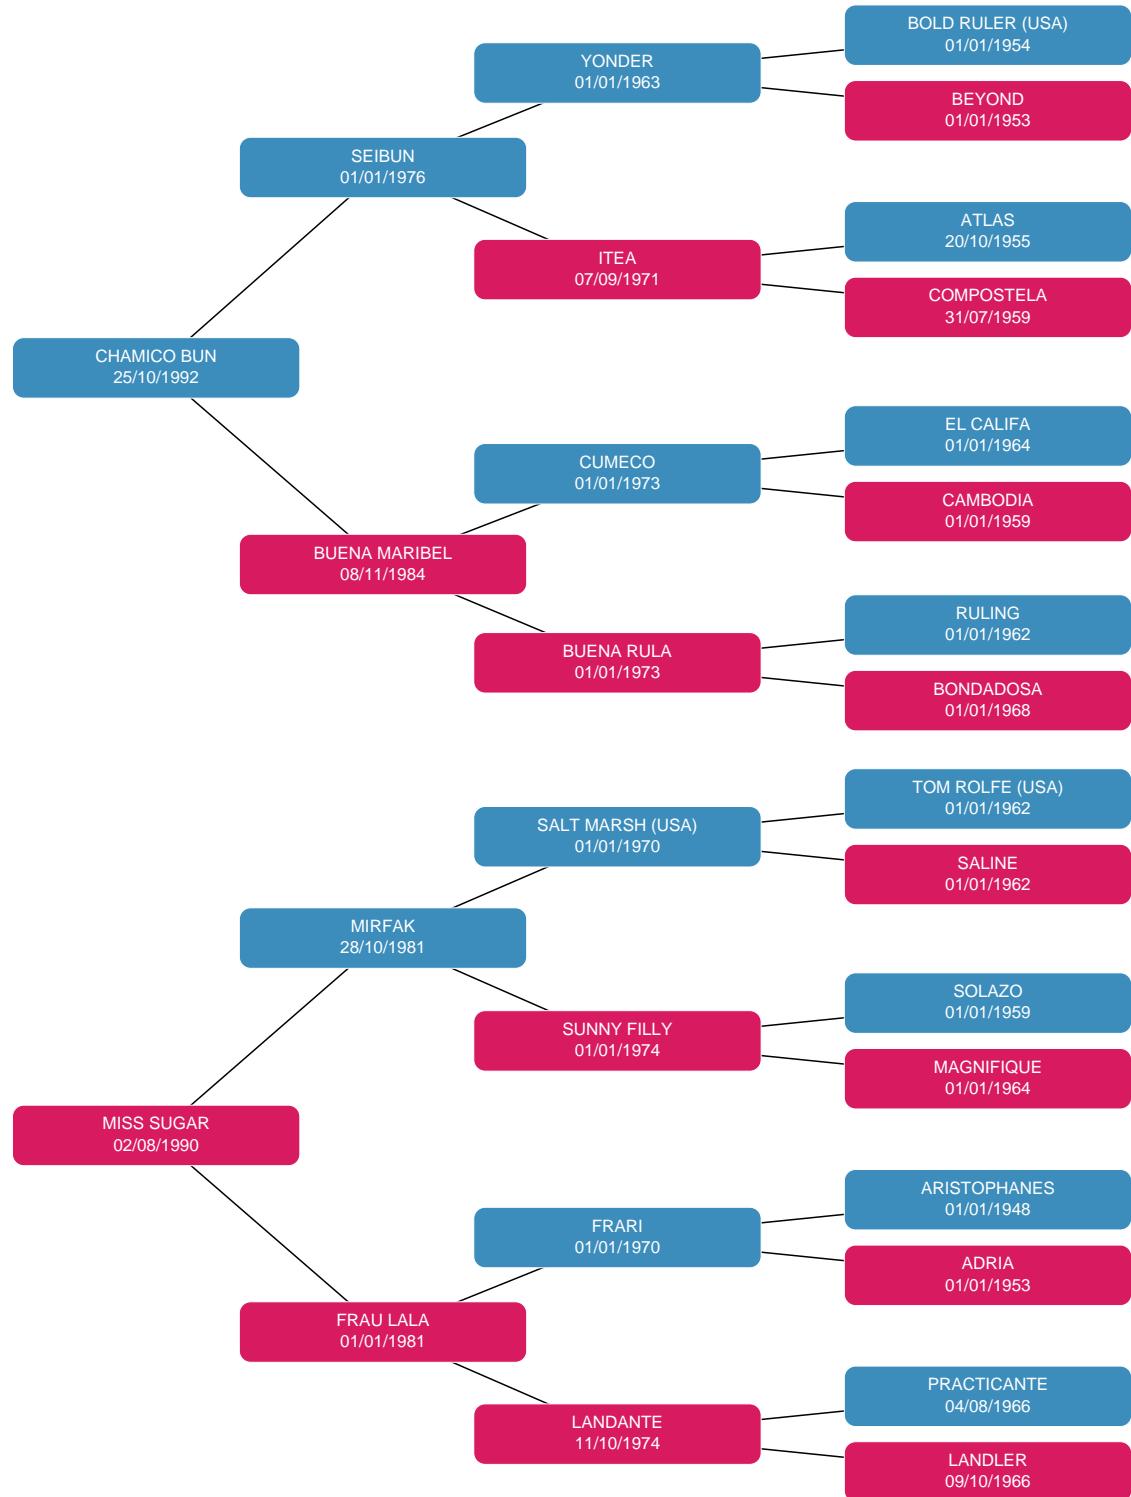 BOLD RULER (USA)
01/01/1954
YONDER
01/01/1963
BEYOND
01/01/1953
SEIBUN
01/01/1976
ATLAS
20/10/1955
ITEA
07/09/1971
COMPOSTELA
31/07/1959
CHAMICO BUN
25/10/1992
EL CALIFA
01/01/1964
CUMECO
01/01/1973
CAMBODIA
01/01/1959
BUENA MARIBEL
08/11/1984
RULING
01/01/1962
BUENA RULA
01/01/1973
BONDADOSA
01/01/1968
TOM ROLFE (USA)
01/01/1962
SALT MARSH (USA)
01/01/1970
SALINE
01/01/1962
MIRFAK
28/10/1981
SOLAZO
01/01/1959
SUNNY FILLY
01/01/1974
MAGNIFIQUE
01/01/1964
MISS SUGAR
02/08/1990
ARISTOPHANES
01/01/1948
FRARI
01/01/1970
ADRIA
01/01/1953
FRAU LALA
01/01/1981
PRACTICANTE
04/08/1966
LANDANTE
11/10/1974
LANDLER
09/10/1966